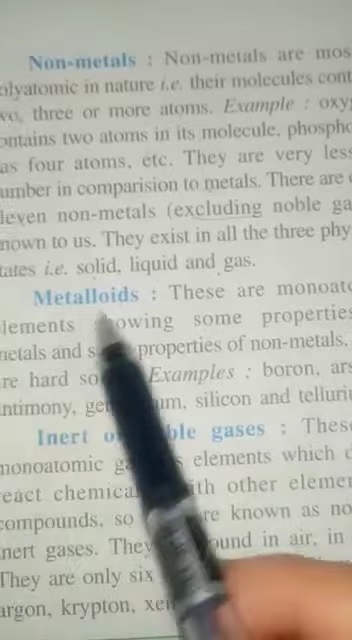 Non-metals : Non-metals are mos
olyatomic in nature i.e. their molecules cont
wo, three or more atoms. Example : oxy
ontains two atoms in its molecule, phospho
as four atoms, etc. They are very less
umber in comparision to metals. There are
leven non-metals (excluding noble ga
nown to us. They exist in all the three phy
tates i.e. solid, liquid and gas.
Metalloids : These are monoato
lements owing some properties
netals and s properties of non-metals.
re hard so Examples : boron, ars
ntimony, ge um, silicon and telluri
Inert o ble gases : These
monoatomic ga s elements which
react chemica ith other elemen
compounds, so re known as no
nert gases. They ound in air, in
They are only six
argon, krypton, xen